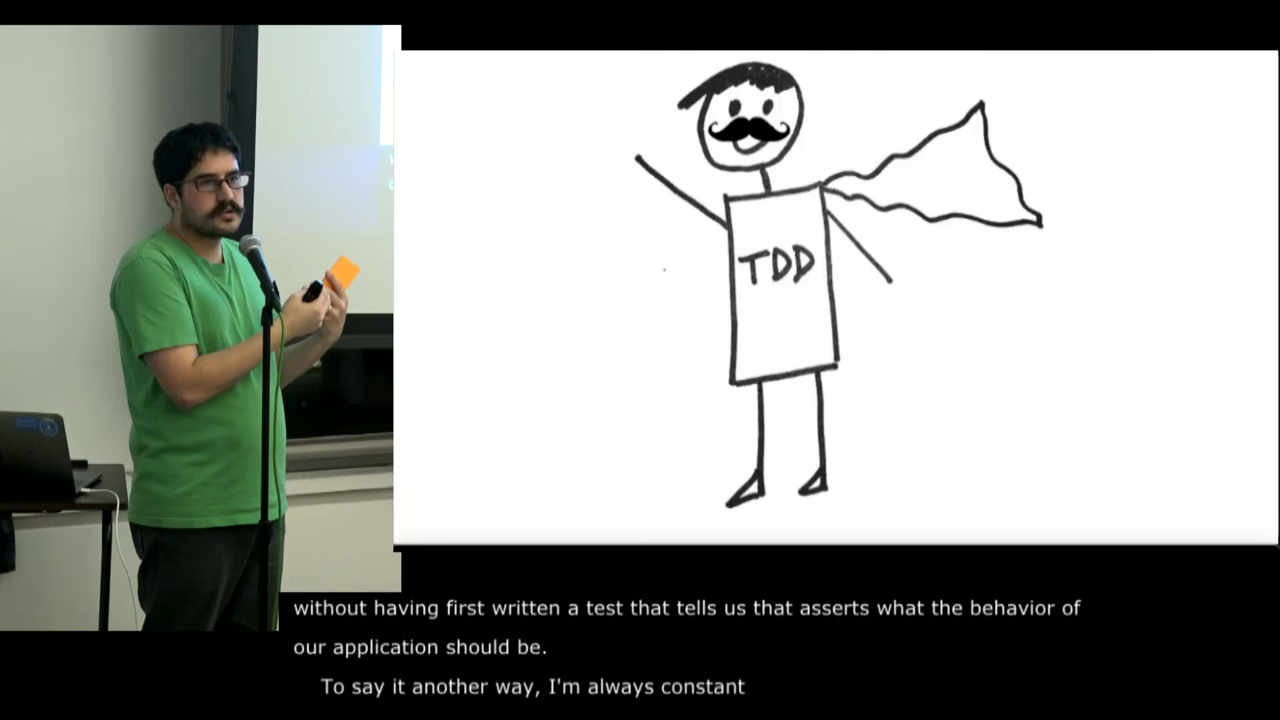 TDD
without having first written a test that tells us that asserts what the behavior of
our application should be.
To say it another way, I'm always constant